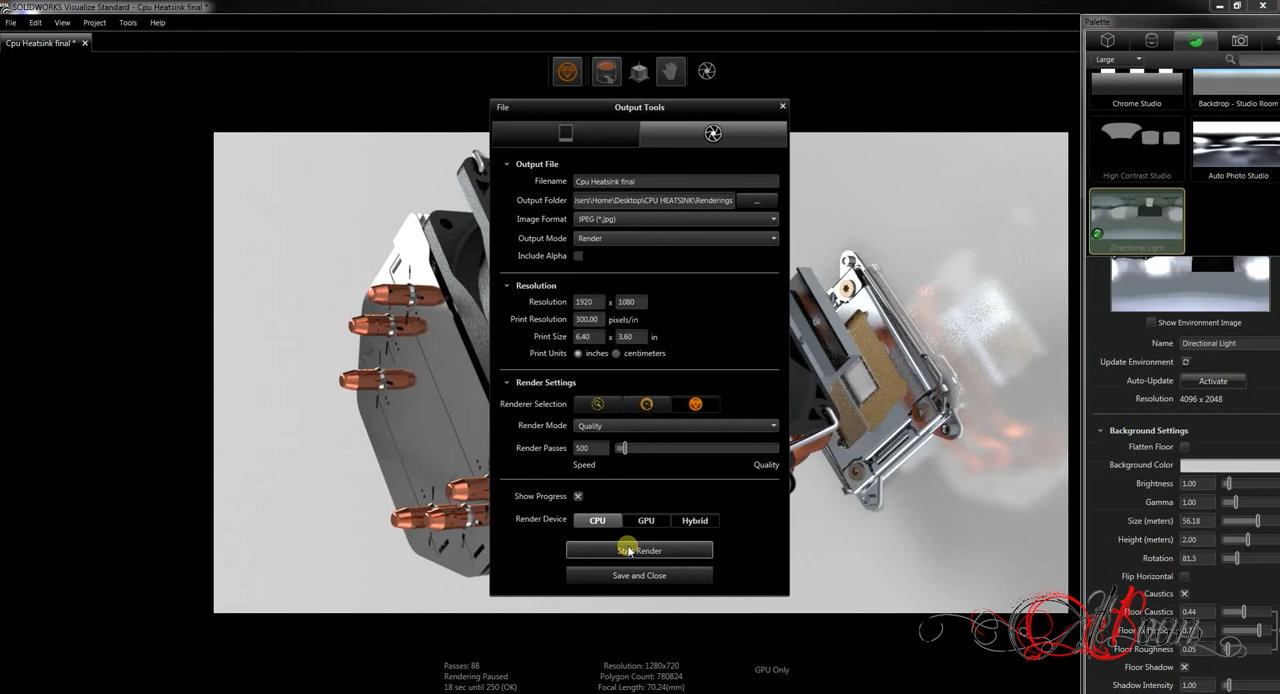 SOLIDWORKS Visualize Standard - Cpu Heatsink final *
File Edit View Project Tools Help
Cpu Heatsink final *
File Output Tools
Output File
Filename Cpu Heatsink final
Output Folder \sers\Home\Desktop\CPU HEATSINK\Renderings ...
Image Format JPEG (*.jpg)
Output Mode Render
Include Alpha
Resolution
Resolution 1920 x 1080
Print Resolution 300.00 pixels/in
Print Size 6.40 x 3.60 in
Print Units inches centimeters
Render Settings
Renderer Selection
Render Mode Quality
Render Passes 500
Speed Quality
Show Progress
Render Device CPU GPU Hybrid
Start Render
Save and Close
Passes: 88
Rendering Paused
18 sec until 250 (OK)
Resolution: 1280x720
Polygon Count: 780824
Focal Length: 70.24(mm)
GPU Only
Palette
Large
Chrome Studio Backdrop - Studio Room
High Contrast Studio Auto Photo Studio
Directional Light
Show Environment Image
Name Directional Light
Update Environment
Auto-Update Activate
Resolution 4096 x 2048
Background Settings
Flatten Floor
Background Color
Brightness 1.00
Gamma 1.00
Size (meters) 56.18
Height (meters) 2.00
Rotation 81.3
Flip Horizontal
Caustics
Floor Caustics 0.44
Floor
Floor Roughness 0.05
Floor Shadow
Shadow Intensity 1.00